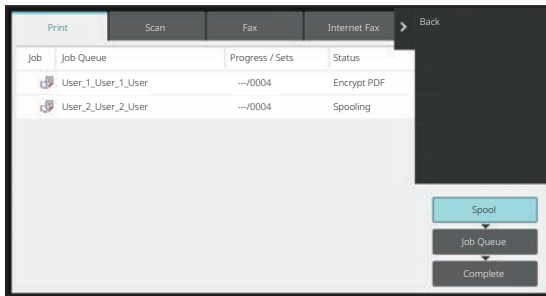 Print Scan Fax Internet Fax Back
Job Job Queue Progress / Sets Status
User_1_User_1_User ---/0004 Encrypt PDF
User_2_User_2_User ---/0004 Spooling
Spool
Job Queue
Complete